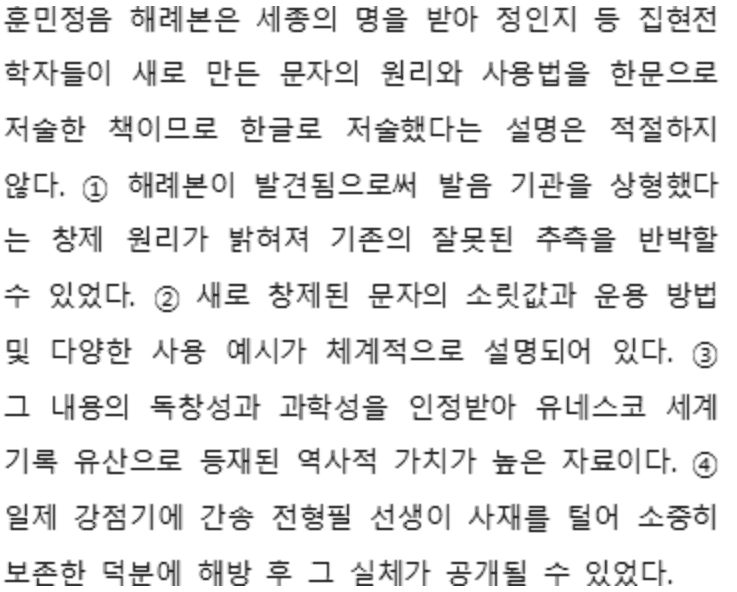 훈민정음 해례본은 세종의 명을 받아 정인지 등 집현전
학자들이 새로 만든 문자의 원리와 사용법을 한문으로
저술한 책이므로 한글로 저술했다는 설명은 적절하지
않다. ① 해례본이 발견됨으로써 발음 기관을 상형했다
는 창제 원리가 밝혀져 기존의 잘못된 추측을 반박할
수 있었다. ② 새로 창제된 문자의 소릿값과 운용 방법
및 다양한 사용 예시가 체계적으로 설명되어 있다. ③
그 내용의 독창성과 과학성을 인정받아 유네스코 세계
기록 유산으로 등재된 역사적 가치가 높은 자료이다. ④
일제 강점기에 간송 전형필 선생이 사재를 털어 소중히
보존한 덕분에 해방 후 그 실체가 공개될 수 있었다.